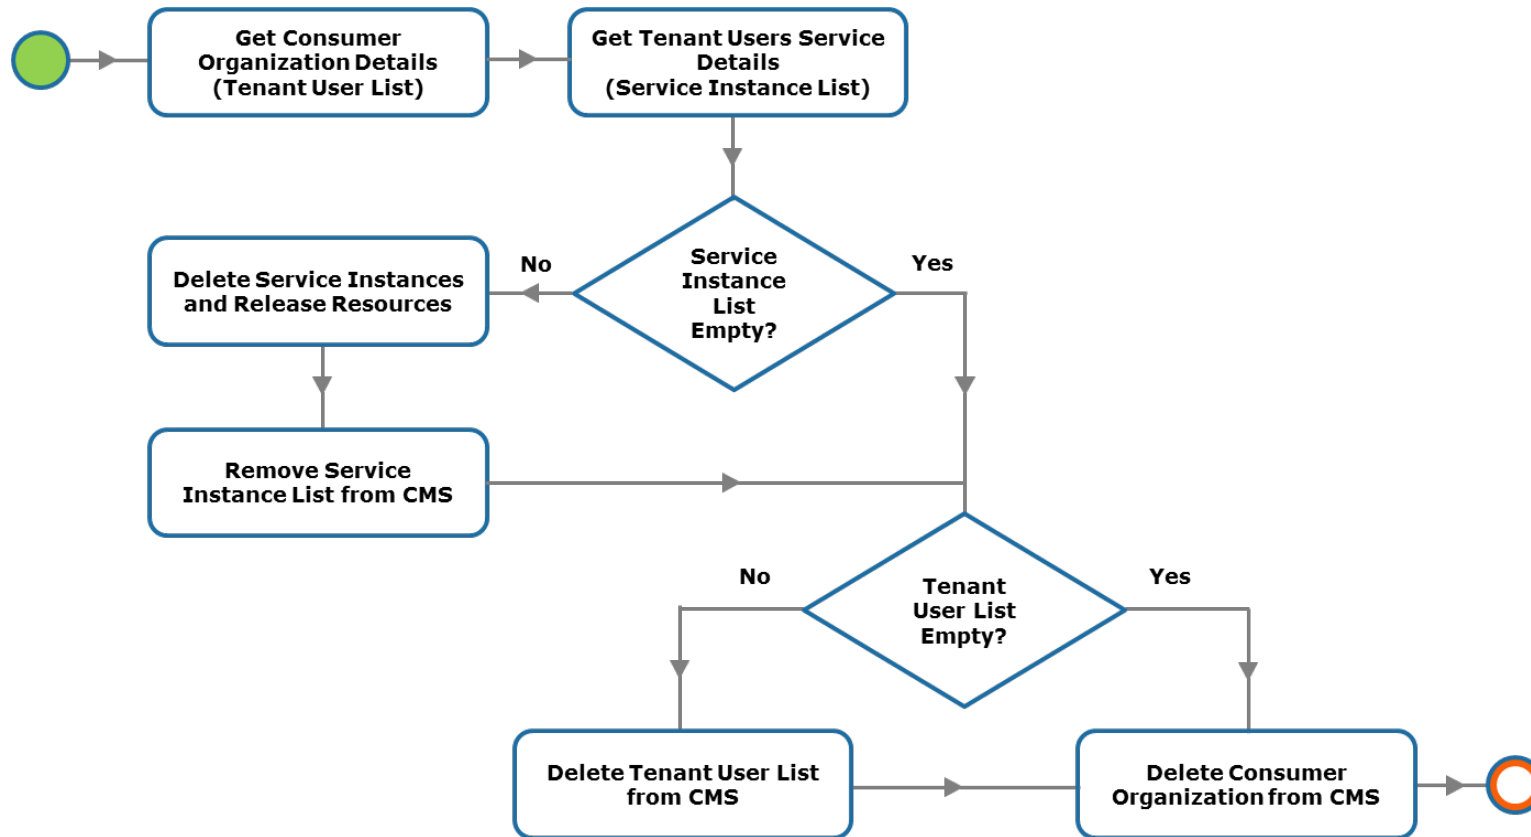 Get Consumer
Organization Details
(Tenant User List)
Get Tenant Users Service
Details
(Service Instance List)
Service
Instance
List
Empty?
No
Yes
Delete Service Instances
and Release Resources
Remove Service
Instance List from CMS
Tenant
User List
Empty?
No
Yes
Delete Tenant User List
from CMS
Delete Consumer
Organization from CMS